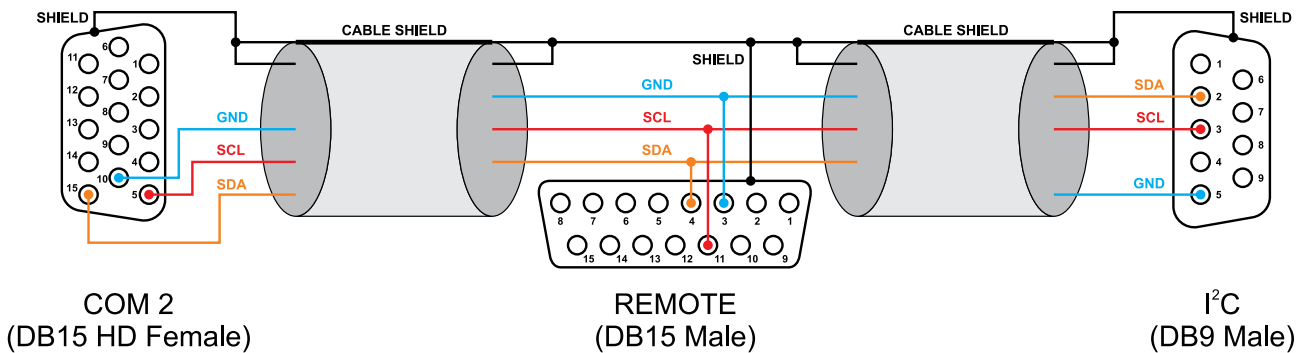 SHIELD
CABLE SHIELD
SHIELD
CABLE SHIELD
SHIELD
11 6 1
12 7 2
13 8 3
14 9 4
15 10 5
GND
SCL
SDA
GND
SCL
SDA
8 7 6 5 4 3 2 1
15 14 13 12 11 10 9
SDA
SCL
GND
1 6
2 7
3 8
4 9
5
COM 2
(DB15 HD Female)
REMOTE
(DB15 Male)
I²C
(DB9 Male)